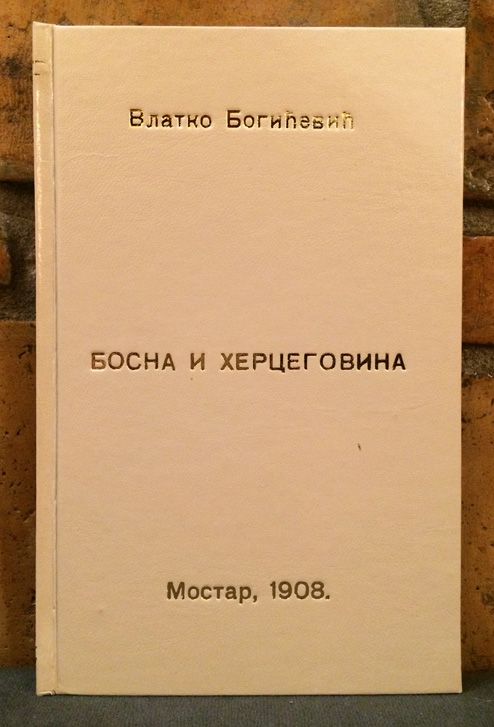 Влатко Богићевић
БОСНА И ХЕРЦЕГОВИНА
Мостар, 1908.